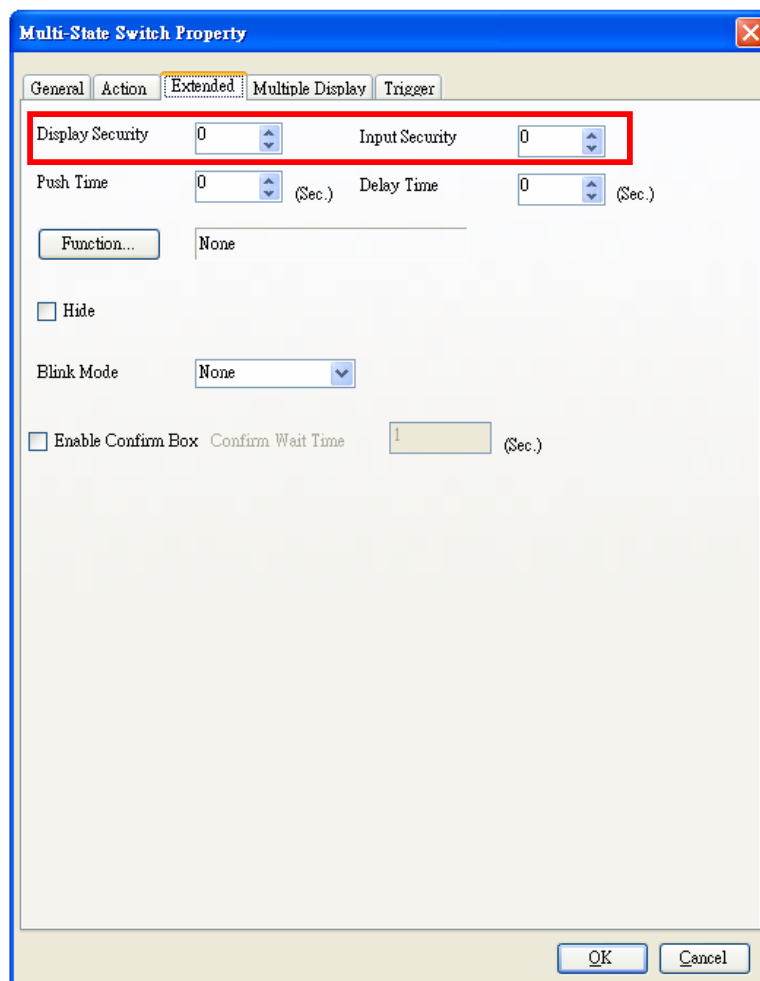 Multi-State Switch Property
General Action Extended Multiple Display Trigger
Display Security 0 Input Security 0
Push Time 0 (Sec.) Delay Time 0 (Sec.)
Function... None
Hide
Blink Mode None
Enable Confirm Box Confirm Wait Time 1 (Sec.)
OK Cancel